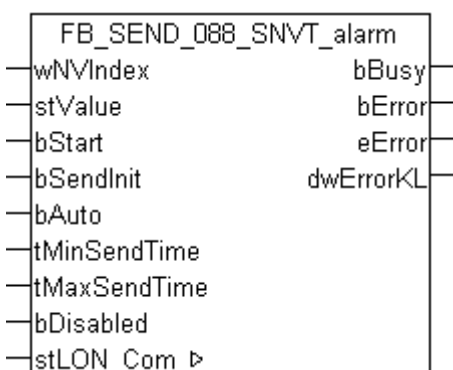 FB_SEND_088_SNVT_alarm
wNVIndex bBusy
stValue bError
bStart eError
bSendInit dwErrorKL
bAuto
tMinSendTime
tMaxSendTime
bDisabled
stLON_Com ▷